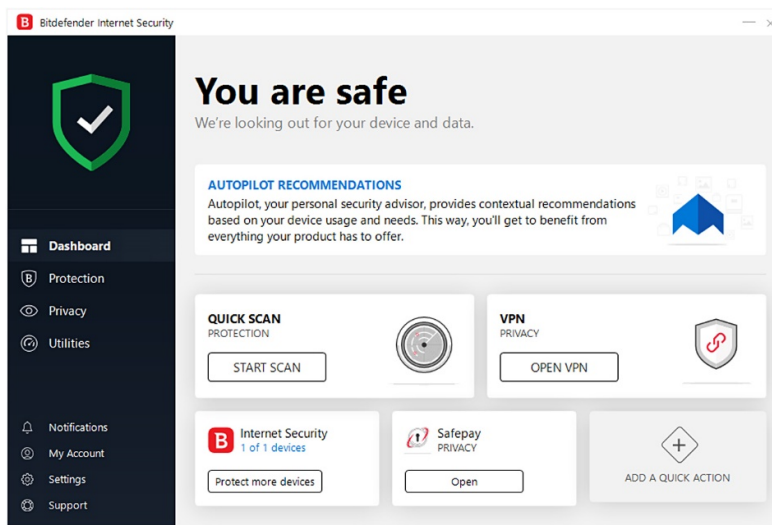 Bitdefender Internet Security
You are safe
We're looking out for your device and data.
AUTOPILOT RECOMMENDATIONS
Autopilot, your personal security advisor, provides contextual recommendations
based on your device usage and needs. This way, you'll get to benefit from
everything your product has to offer.
Dashboard
Protection
Privacy
Utilities
Notifications
My Account
Settings
Support
QUICK SCAN
PROTECTION
START SCAN
VPN
PRIVACY
OPEN VPN
Internet Security
1 of 1 devices
Protect more devices
Safepay
PRIVACY
Open
ADD A QUICK ACTION